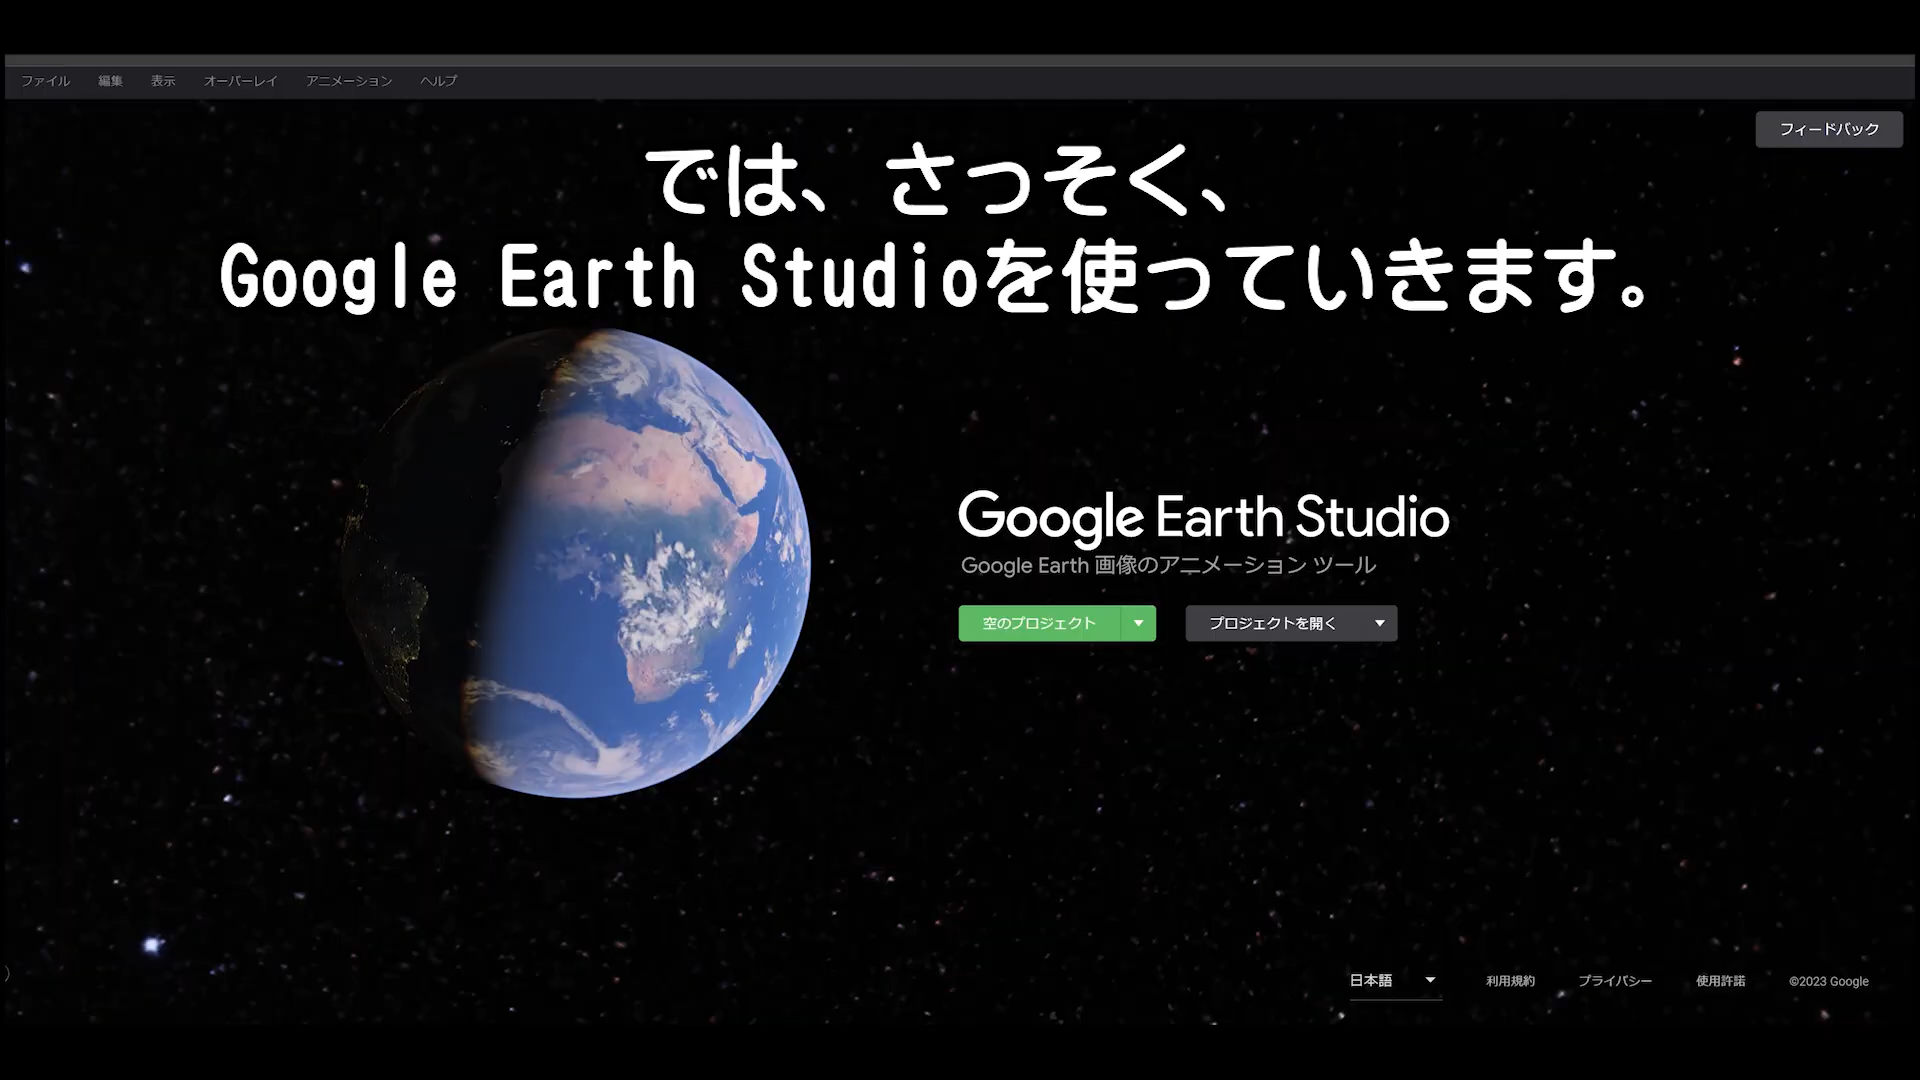 ファイル 編集 表示 オーバーレイ アニメーション ヘルプ
フィードバック
では、さっそく、
Google Earth Studioを使っていきます。
Google Earth Studio
Google Earth 画像のアニメーション ツール
空のプロジェクト プロジェクトを開く
日本語 利用規約 プライバシー 使用許諾 ©2023 Google